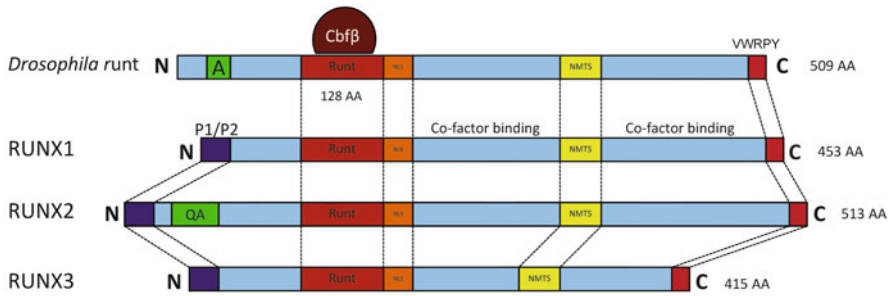 Cbfβ
VWRPY
Drosophila runt N A Runt NLS NMTS C 509 AA
128 AA
P1/P2 Co-factor binding Co-factor binding
RUNX1 N Runt NLS NMTS C 453 AA
RUNX2 N QA Runt NLS NMTS C 513 AA
RUNX3 N Runt NLS NMTS C 415 AA